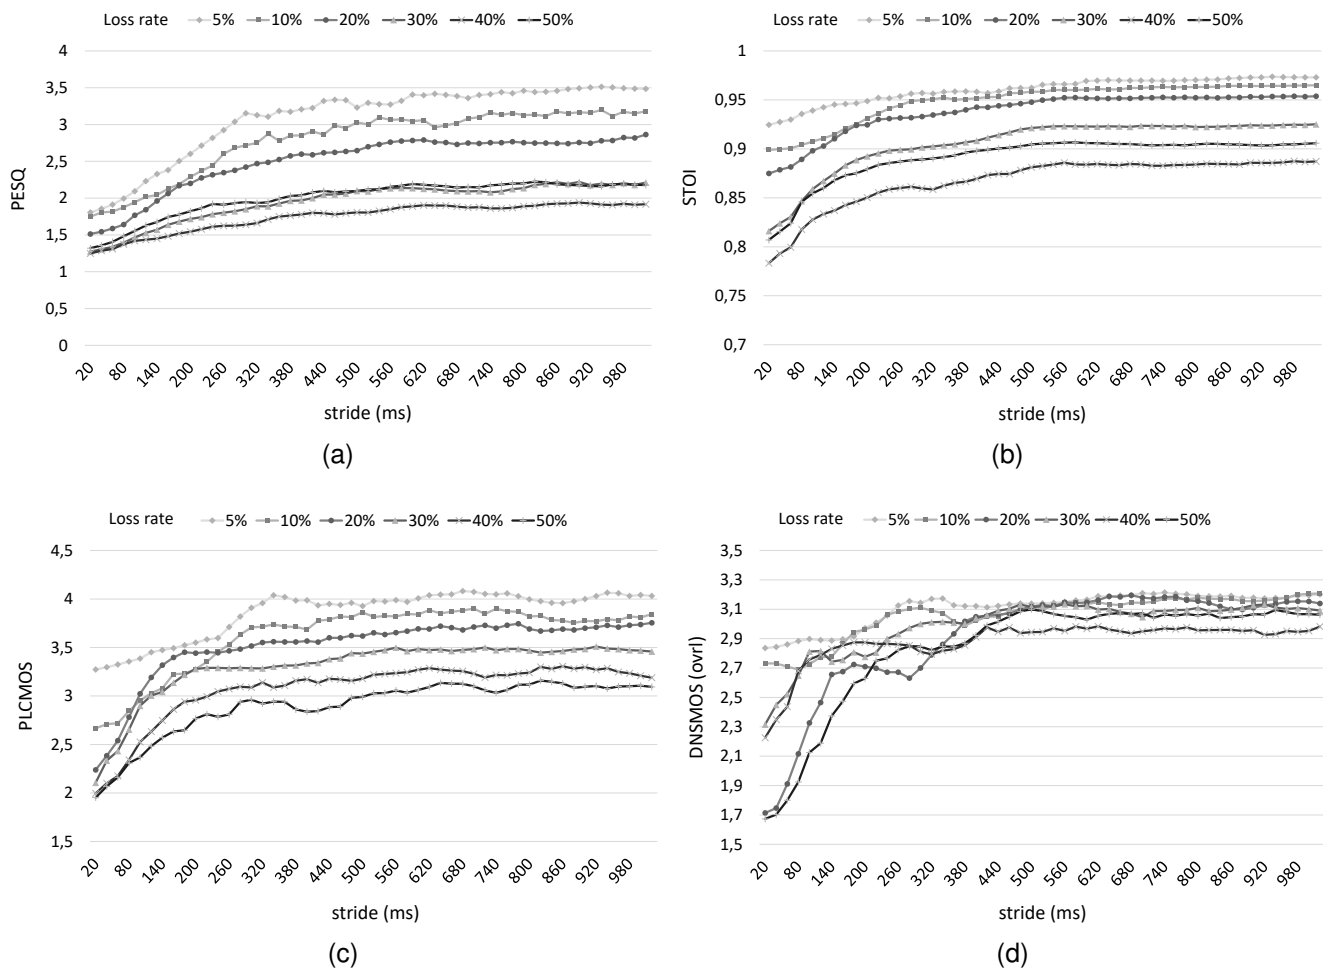 Loss rate 5% 10% 20% 30% 40% 50%
4
3,5
3
2,5
2
1,5
1
0,5
0
PESQ
20 80 140 200 260 320 380 440 500 560 620 680 740 800 860 920 980
stride (ms)
(a)
Loss rate 5% 10% 20% 30% 40% 50%
1
0,95
0,9
0,85
0,8
0,75
0,7
STOI
20 80 140 200 260 320 380 440 500 560 620 680 740 800 860 920 980
stride (ms)
(b)
Loss rate 5% 10% 20% 30% 40% 50%
4,5
4
3,5
3
2,5
2
1,5
PLCMOS
20 80 140 200 260 320 380 440 500 560 620 680 740 800 860 920 980
stride (ms)
(c)
Loss rate 5% 10% 20% 30% 40% 50%
3,5
3,3
3,1
2,9
2,7
2,5
2,3
2,1
1,9
1,7
1,5
DNSMOS (ovrl)
20 80 140 200 260 320 380 440 500 560 620 680 740 800 860 920 980
stride (ms)
(d)